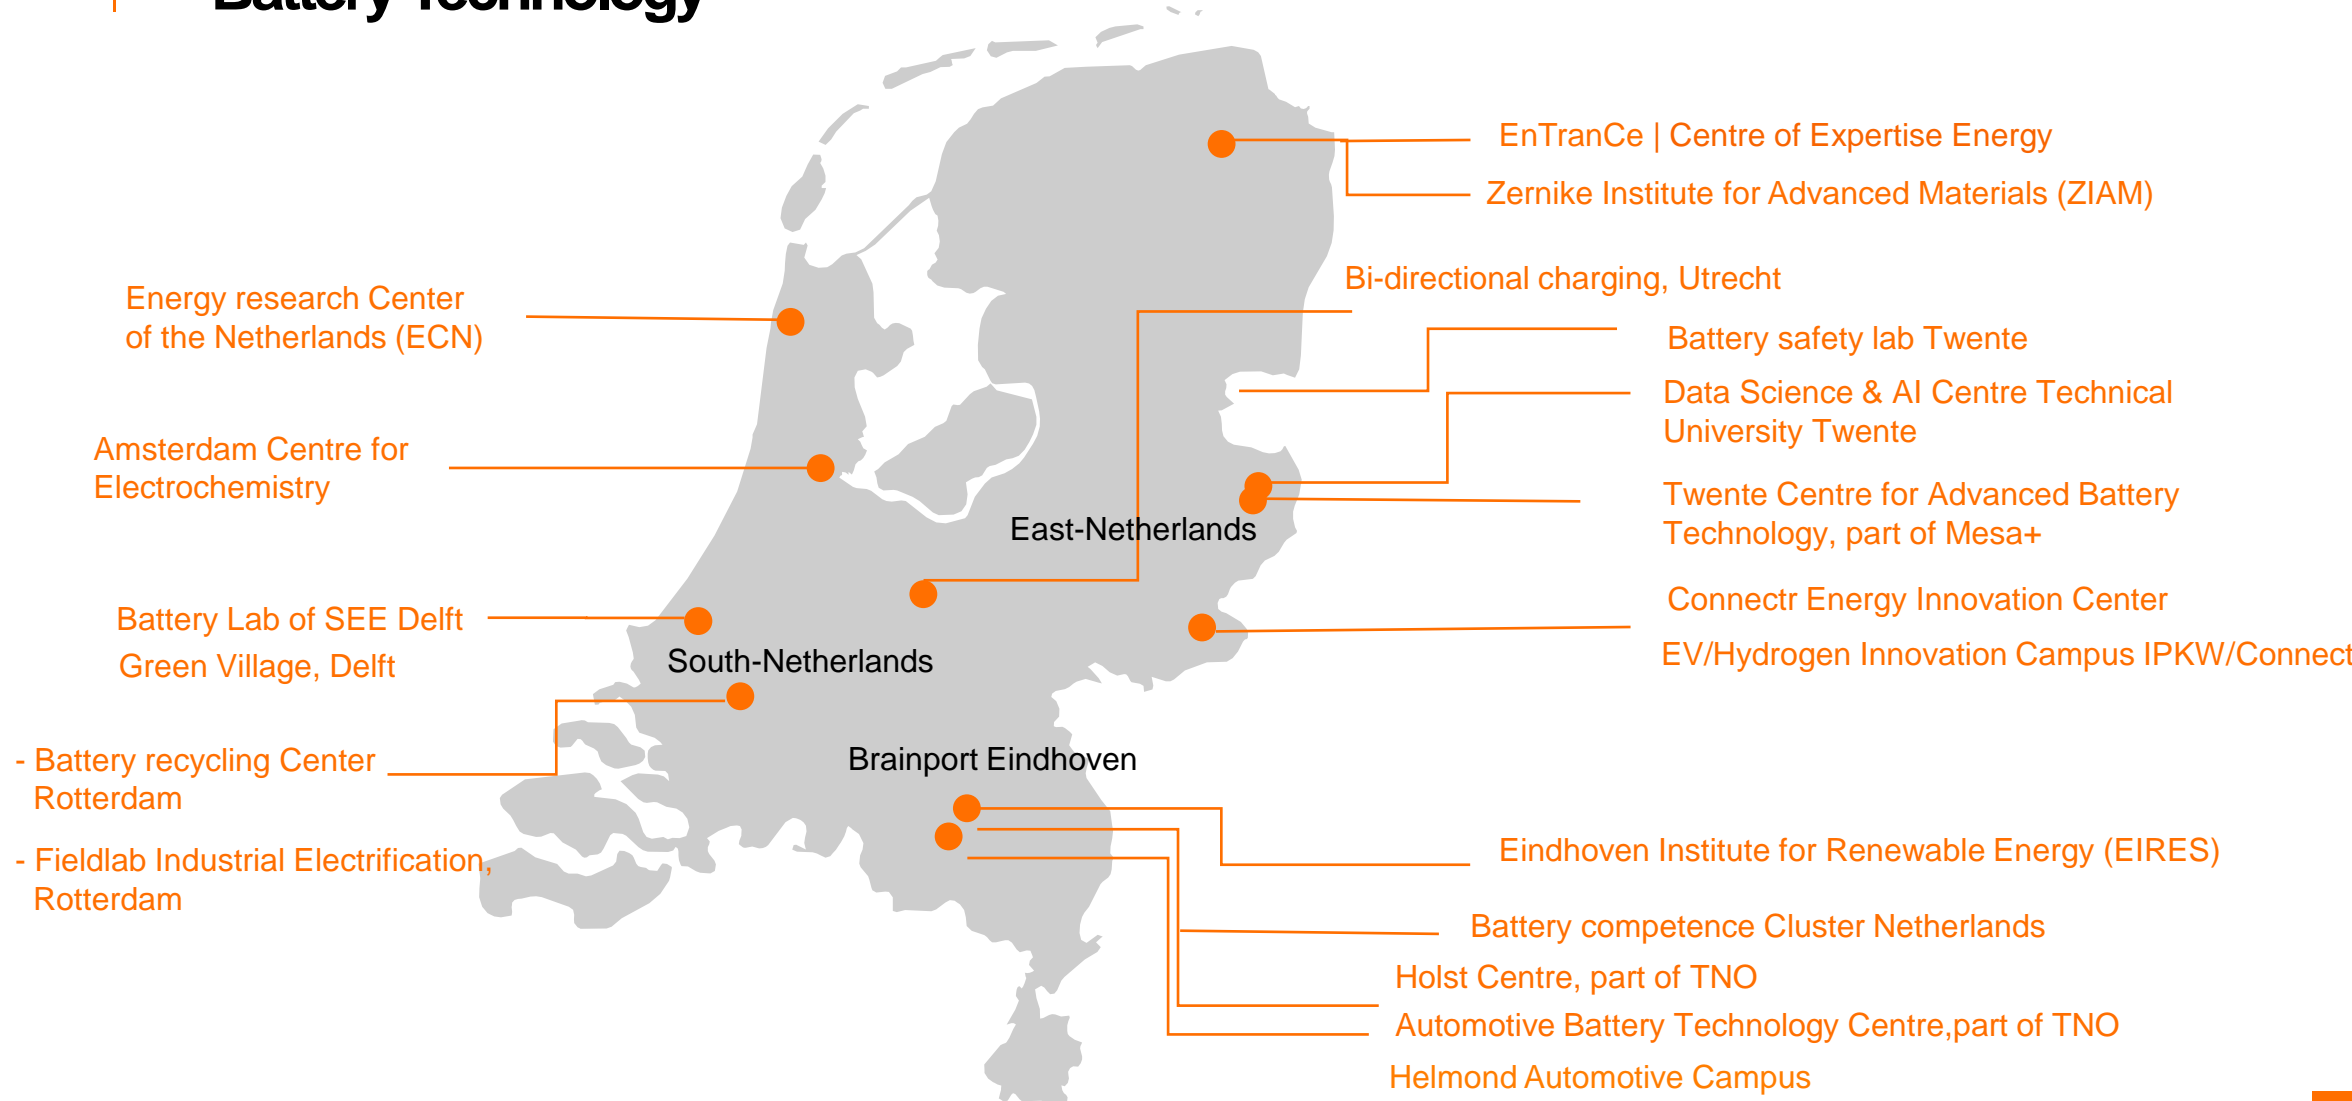 Battery Technology
EnTranCe | Centre of Expertise Energy
Zernike Institute for Advanced Materials (ZIAM)
Bi-directional charging, Utrecht
Energy research Center
of the Netherlands (ECN)
Battery safety lab Twente
Data Science & AI Centre Technical
University Twente
Amsterdam Centre for
Electrochemistry
Twente Centre for Advanced Battery
Technology, part of Mesa+
East-Netherlands
Connectr Energy Innovation Center
EV/Hydrogen Innovation Campus IPKW/Connect
Battery Lab of SEE Delft
Green Village, Delft
South-Netherlands
- Battery recycling Center
Rotterdam
Brainport Eindhoven
- Fieldlab Industrial Electrification,
Rotterdam
Eindhoven Institute for Renewable Energy (EIRES)
Battery competence Cluster Netherlands
Holst Centre, part of TNO
Automotive Battery Technology Centre,part of TNO
Helmond Automotive Campus